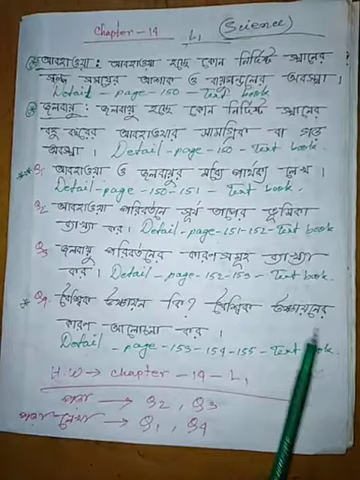 Chapter-14 L1 (Science)
আবহাওয়া : আবহাওয়া হচ্ছে কোন নির্দিষ্ট স্থানের
স্বল্প সময়ের আকাশ ও বায়ুমন্ডলের অবস্থা ।
Detail-page-150-Text book
জলবায়ু : জলবায়ু হচ্ছে কোন নির্দিষ্ট স্থানের
বহু বছরের আবহাওয়ার সামগ্রিক বা গড়
অবস্থা । Detail-page-150-Text book.
Q1 আবহাওয়া ও জলবায়ুর মধ্যে পার্থক্য লেখ ।
Detail-page-150-151-Text book.
Q2 আবহাওয়া পরিবর্তনে সূর্য তাপের ভূমিকা
ব্যাখ্যা কর । Detail-page-151-152-Text book
Q3 জলবায়ু পরিবর্তনের কারণসমূহ ব্যাখ্যা
কর । Detail-page-152-153-Text book.
Q4 বৈশ্বিক উষ্ণায়ন কি? বৈশ্বিক উষ্ণায়নের
কারণ আলোচনা কর ।
Detail-page-153-154-155-Text book.
H.W → Chapter-14-L1
পড়া → Q2, Q3
পড়া লেখা → Q1, Q4